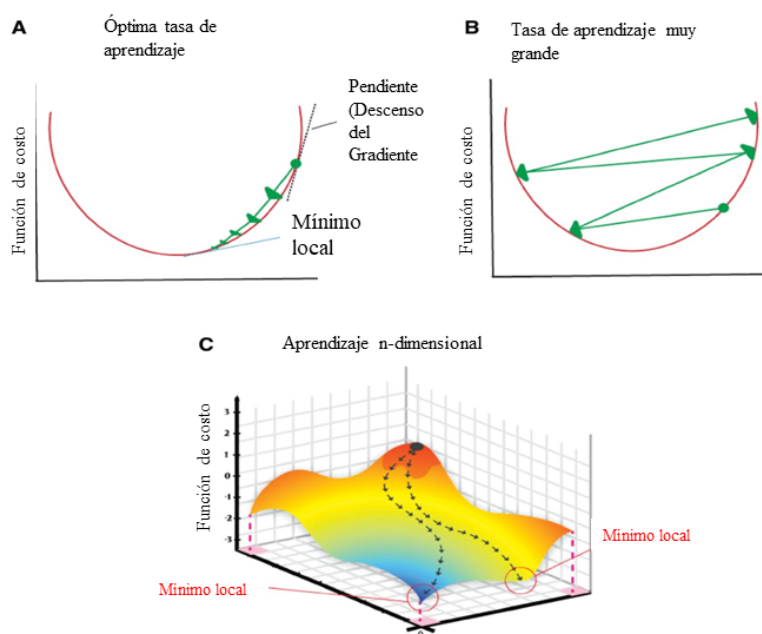 A
Óptima tasa de
aprendizaje
Función de costo
Pendiente
(Descenso
del
Gradiente
Mínimo
local
B
Tasa de aprendizaje muy
grande
Función de costo
C
Aprendizaje n-dimensional
Función de costo
3
2
1
0
-1
-2
-3
Mínimo local
Mínimo local